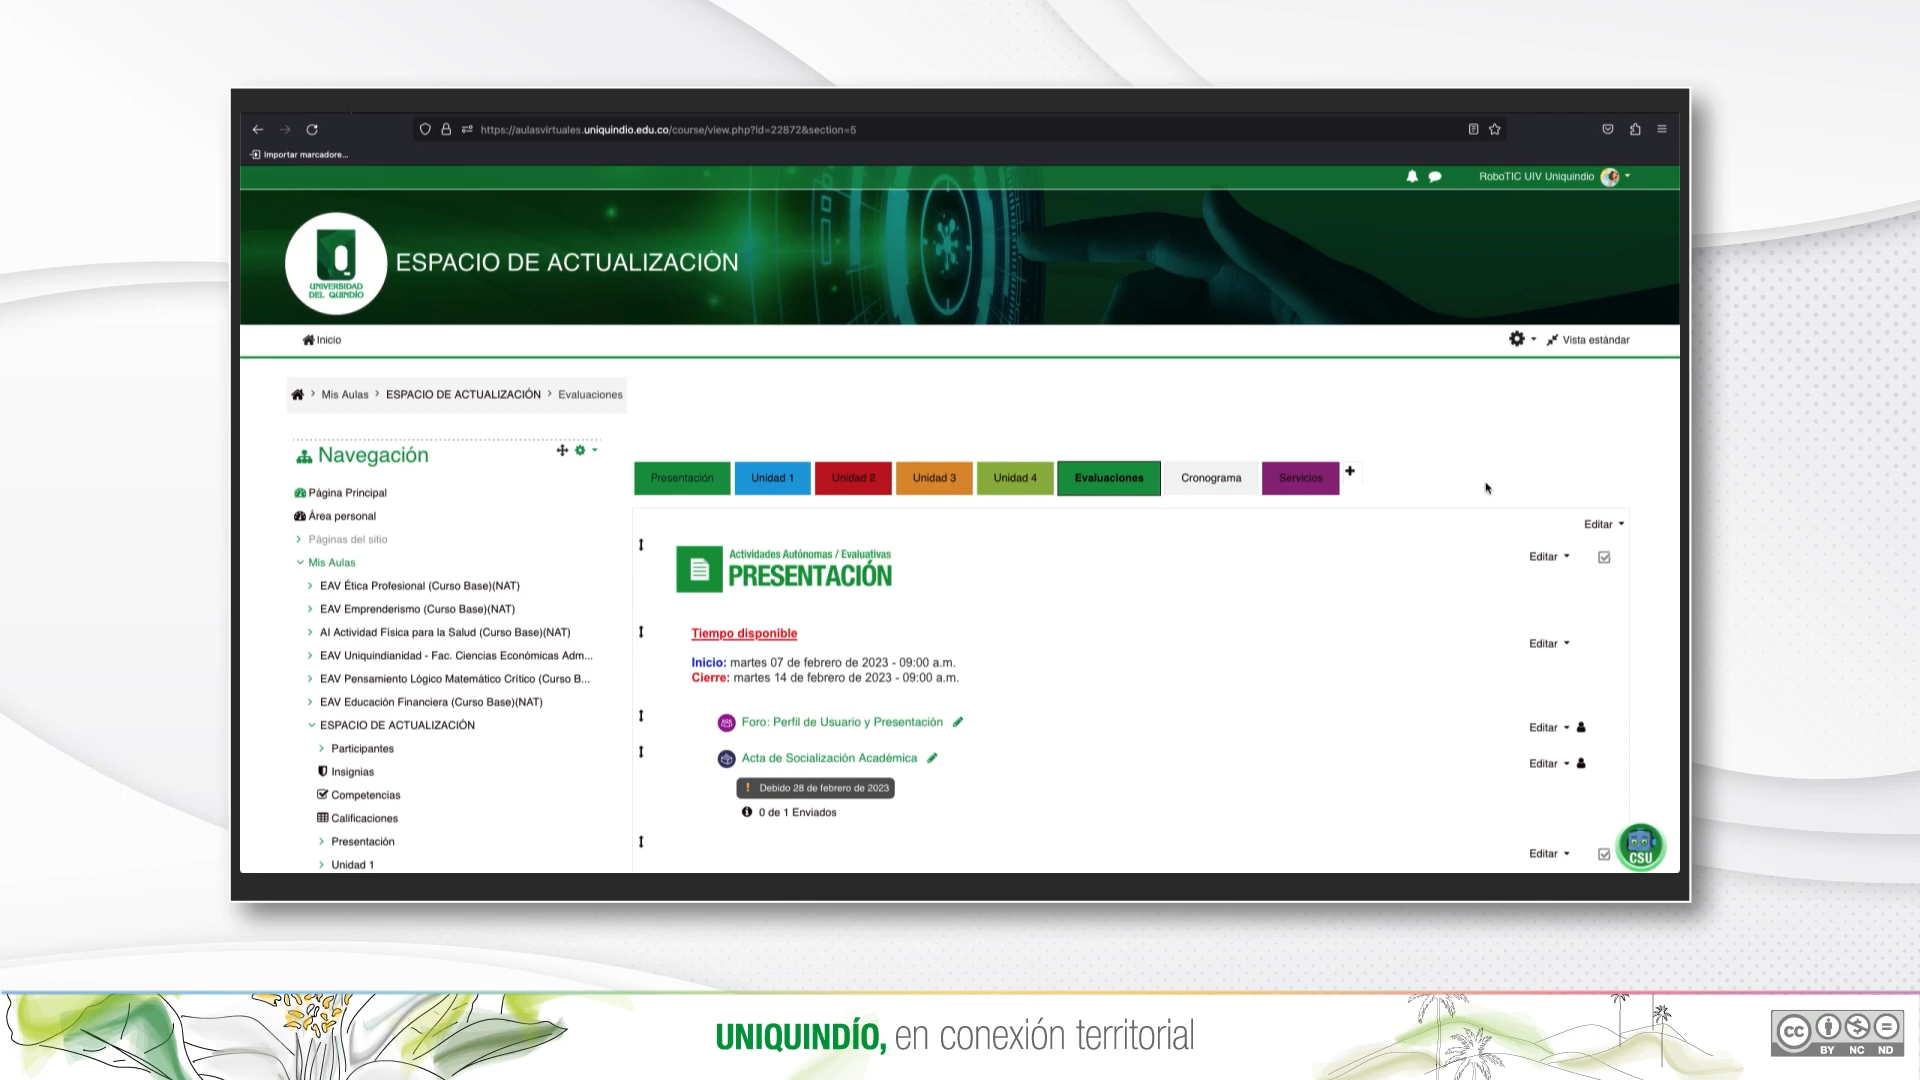 https://aulasvirtuales.uniquindio.edu.co/course/view.php?id=22872&section=5
Importar marcadore...
RoboTIC UIV Uniquindio
UNIVERSIDAD
DEL QUINDÍO
ESPACIO DE ACTUALIZACIÓN
Inicio
Vista estándar
Mis Aulas > ESPACIO DE ACTUALIZACIÓN > Evaluaciones
Navegación
Página Principal
Área personal
Páginas del sitio
Mis Aulas
EAV Ética Profesional (Curso Base)(NAT)
EAV Emprenderismo (Curso Base)(NAT)
AI Actividad Física para la Salud (Curso Base)(NAT)
EAV Uniquindianidad - Fac. Ciencias Económicas Adm...
EAV Pensamiento Lógico Matemático Crítico (Curso B...
EAV Educación Financiera (Curso Base)(NAT)
ESPACIO DE ACTUALIZACIÓN
Participantes
Insignias
Competencias
Calificaciones
Presentación
Unidad 1
Presentación Unidad 1 Unidad 2 Unidad 3 Unidad 4 Evaluaciones Cronograma Servicios +
Editar
Actividades Autónomas / Evaluativas
PRESENTACIÓN
Editar
Tiempo disponible
Editar
Inicio: martes 07 de febrero de 2023 - 09:00 a.m.
Cierre: martes 14 de febrero de 2023 - 09:00 a.m.
Foro: Perfil de Usuario y Presentación
Editar
Acta de Socialización Académica
Editar
Debido 28 de febrero de 2023
0 de 1 Enviados
Editar
CSU
UNIQUINDÍO, en conexión territorial
cc
BY NC ND